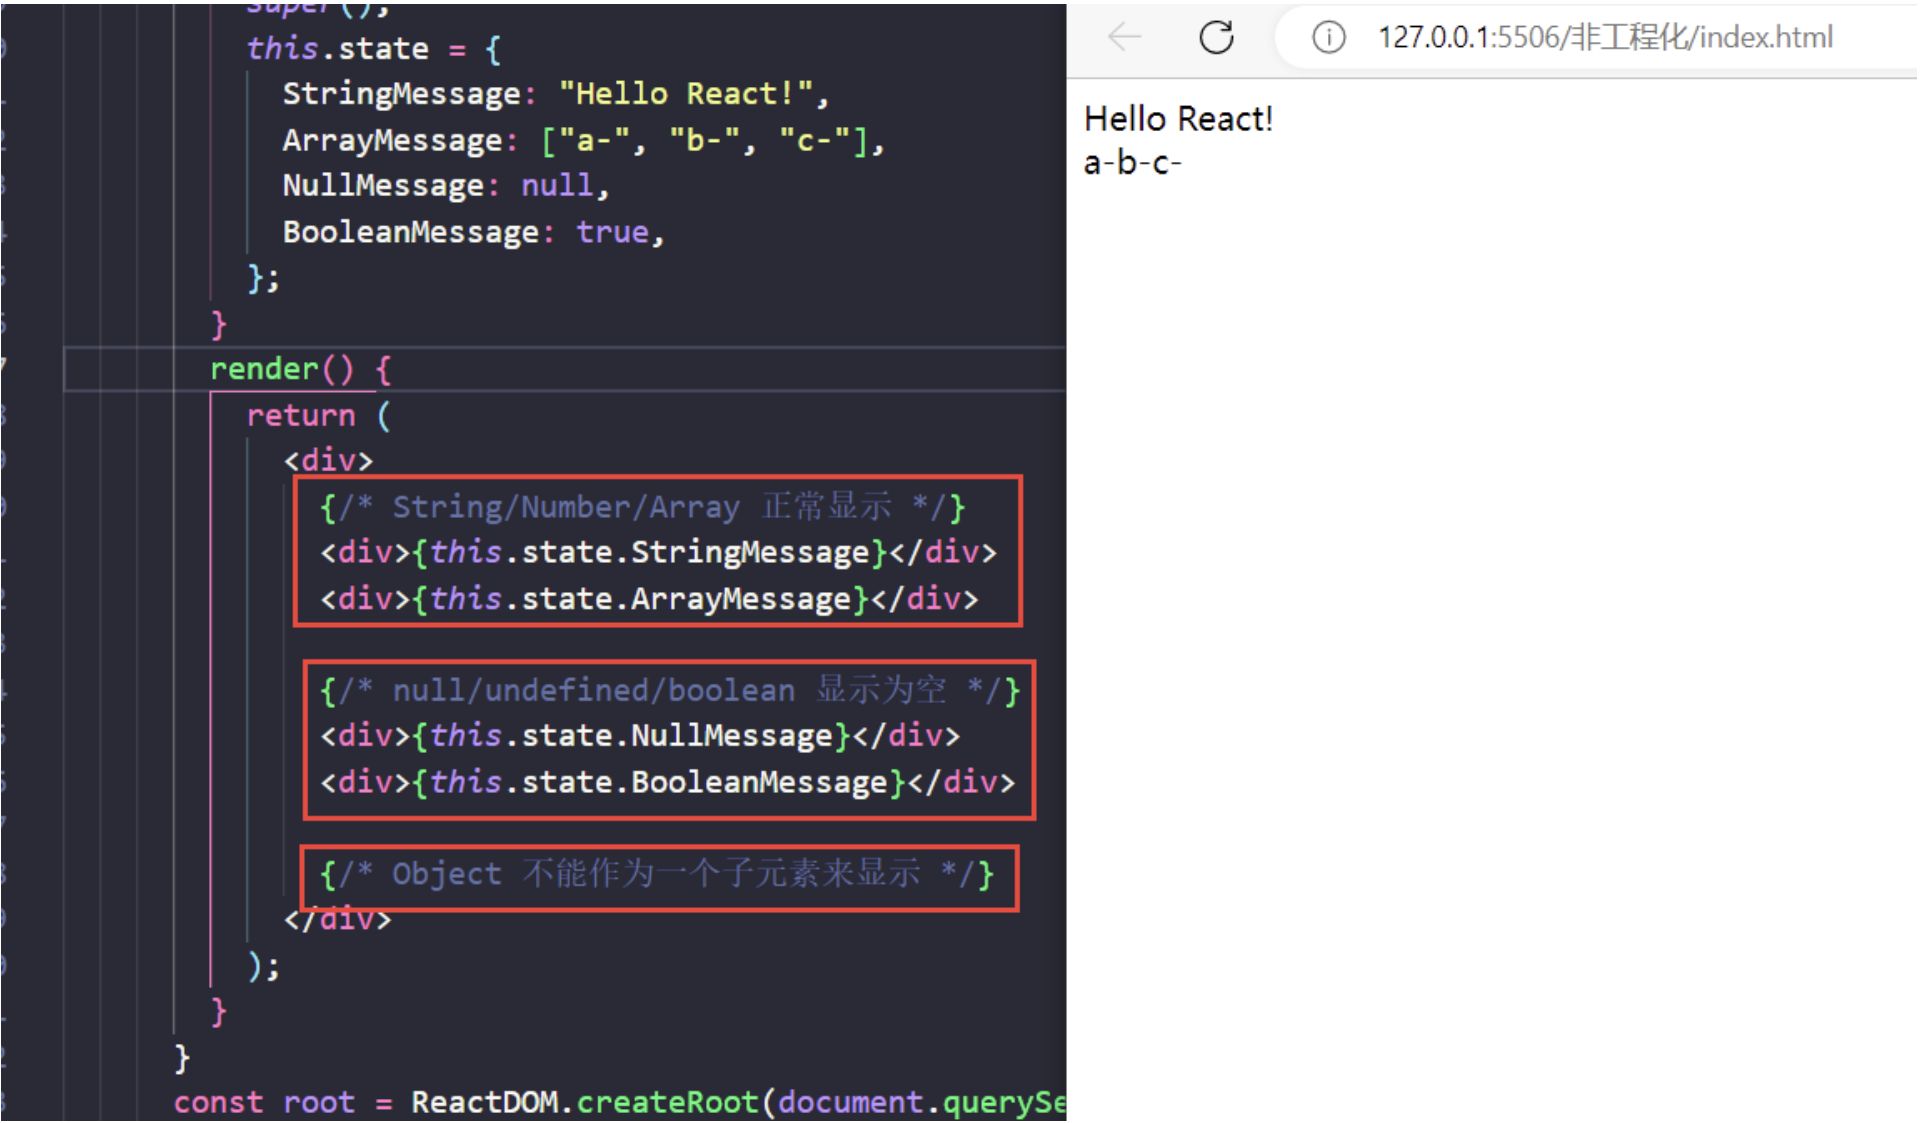 super();
this.state = {
StringMessage: "Hello React!",
ArrayMessage: ["a-", "b-", "c-"],
NullMessage: null,
BooleanMessage: true,
};
}
render() {
return (
<div>
{/* String/Number/Array 正常显示 */}
<div>{this.state.StringMessage}</div>
<div>{this.state.ArrayMessage}</div>
{/* null/undefined/boolean 显示为空 */}
<div>{this.state.NullMessage}</div>
<div>{this.state.BooleanMessage}</div>
{/* Object 不能作为一个子元素来显示 */}
</div>
);
}
}
const root = ReactDOM.createRoot(document.querySe
127.0.0.1:5506/非工程化/index.html
Hello React!
a-b-c-